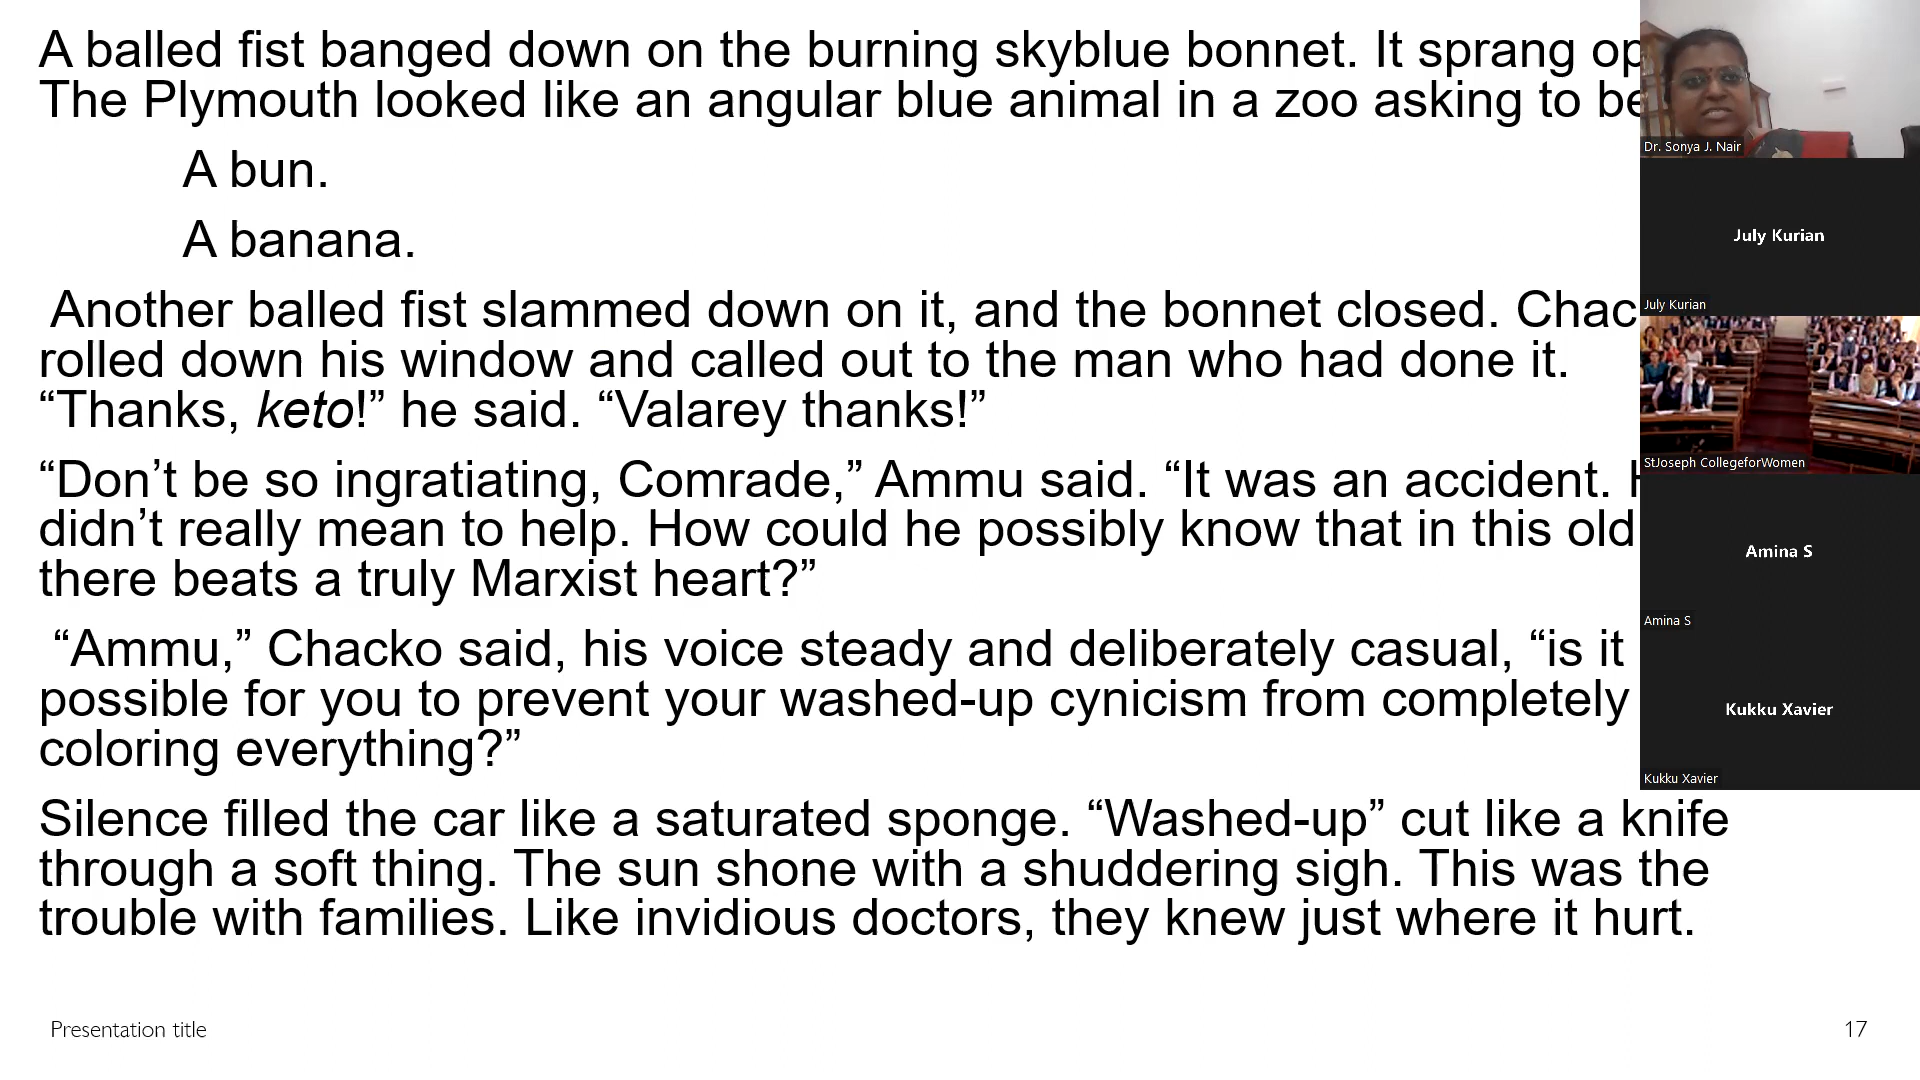 A balled fist banged down on the burning skyblue bonnet. It sprang op
The Plymouth looked like an angular blue animal in a zoo asking to be
A bun.
A banana.
Another balled fist slammed down on it, and the bonnet closed. Chac
rolled down his window and called out to the man who had done it.
“Thanks, keto!” he said. “Valarey thanks!”
“Don’t be so ingratiating, Comrade,” Ammu said. “It was an accident. H
didn’t really mean to help. How could he possibly know that in this old
there beats a truly Marxist heart?”
“Ammu,” Chacko said, his voice steady and deliberately casual, “is it
possible for you to prevent your washed-up cynicism from completely
coloring everything?”
Silence filled the car like a saturated sponge. “Washed-up” cut like a knife
through a soft thing. The sun shone with a shuddering sigh. This was the
trouble with families. Like invidious doctors, they knew just where it hurt.
Presentation title
17
Dr. Sonya J. Nair
July Kurian
July Kurian
StJoseph CollegeforWomen
Amina S
Amina S
Kukku Xavier
Kukku Xavier